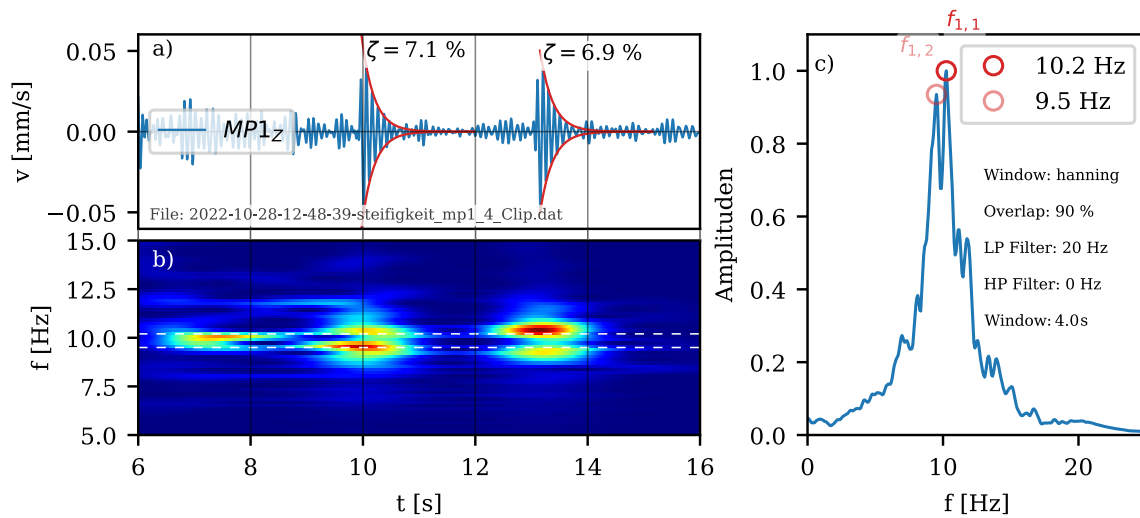 a)
ζ = 7.1 %
ζ = 6.9 %
0.05
0.00
−0.05
v [mm/s]
MP1Z
File: 2022-10-28-12-48-39-steifigkeit_mp1_4_Clip.dat
b)
15.0
12.5
10.0
7.5
5.0
f [Hz]
6 8 10 12 14 16
t [s]
f1,1
f1,2
c)
10.2 Hz
9.5 Hz
Window: hanning
Overlap: 90 %
LP Filter: 20 Hz
HP Filter: 0 Hz
Window: 4.0s
1.0
0.8
0.6
0.4
0.2
0.0
Amplituden
0 10 20
f [Hz]